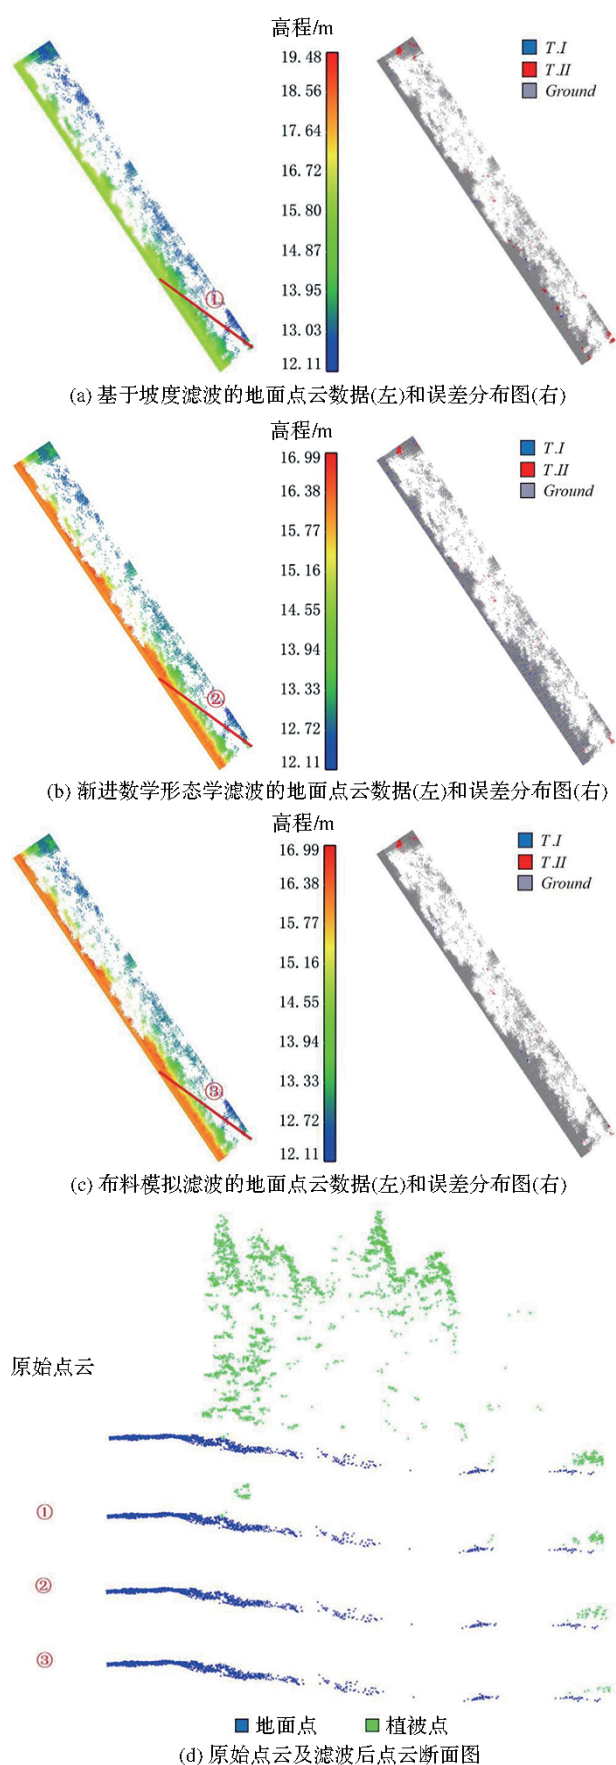 高程/m
19.48
18.56
17.64
16.72
15.80
14.87
13.95
13.03
12.11
①
T.I
T.II
Ground
(a) 基于坡度滤波的地面点云数据(左)和误差分布图(右)
高程/m
16.99
16.38
15.77
15.16
14.55
13.94
13.33
12.72
12.11
②
T.I
T.II
Ground
(b) 渐进数学形态学滤波的地面点云数据(左)和误差分布图(右)
高程/m
16.99
16.38
15.77
15.16
14.55
13.94
13.33
12.72
12.11
③
T.I
T.II
Ground
(c) 布料模拟滤波的地面点云数据(左)和误差分布图(右)
原始点云
①
②
③
地面点 植被点
(d) 原始点云及滤波后点云断面图